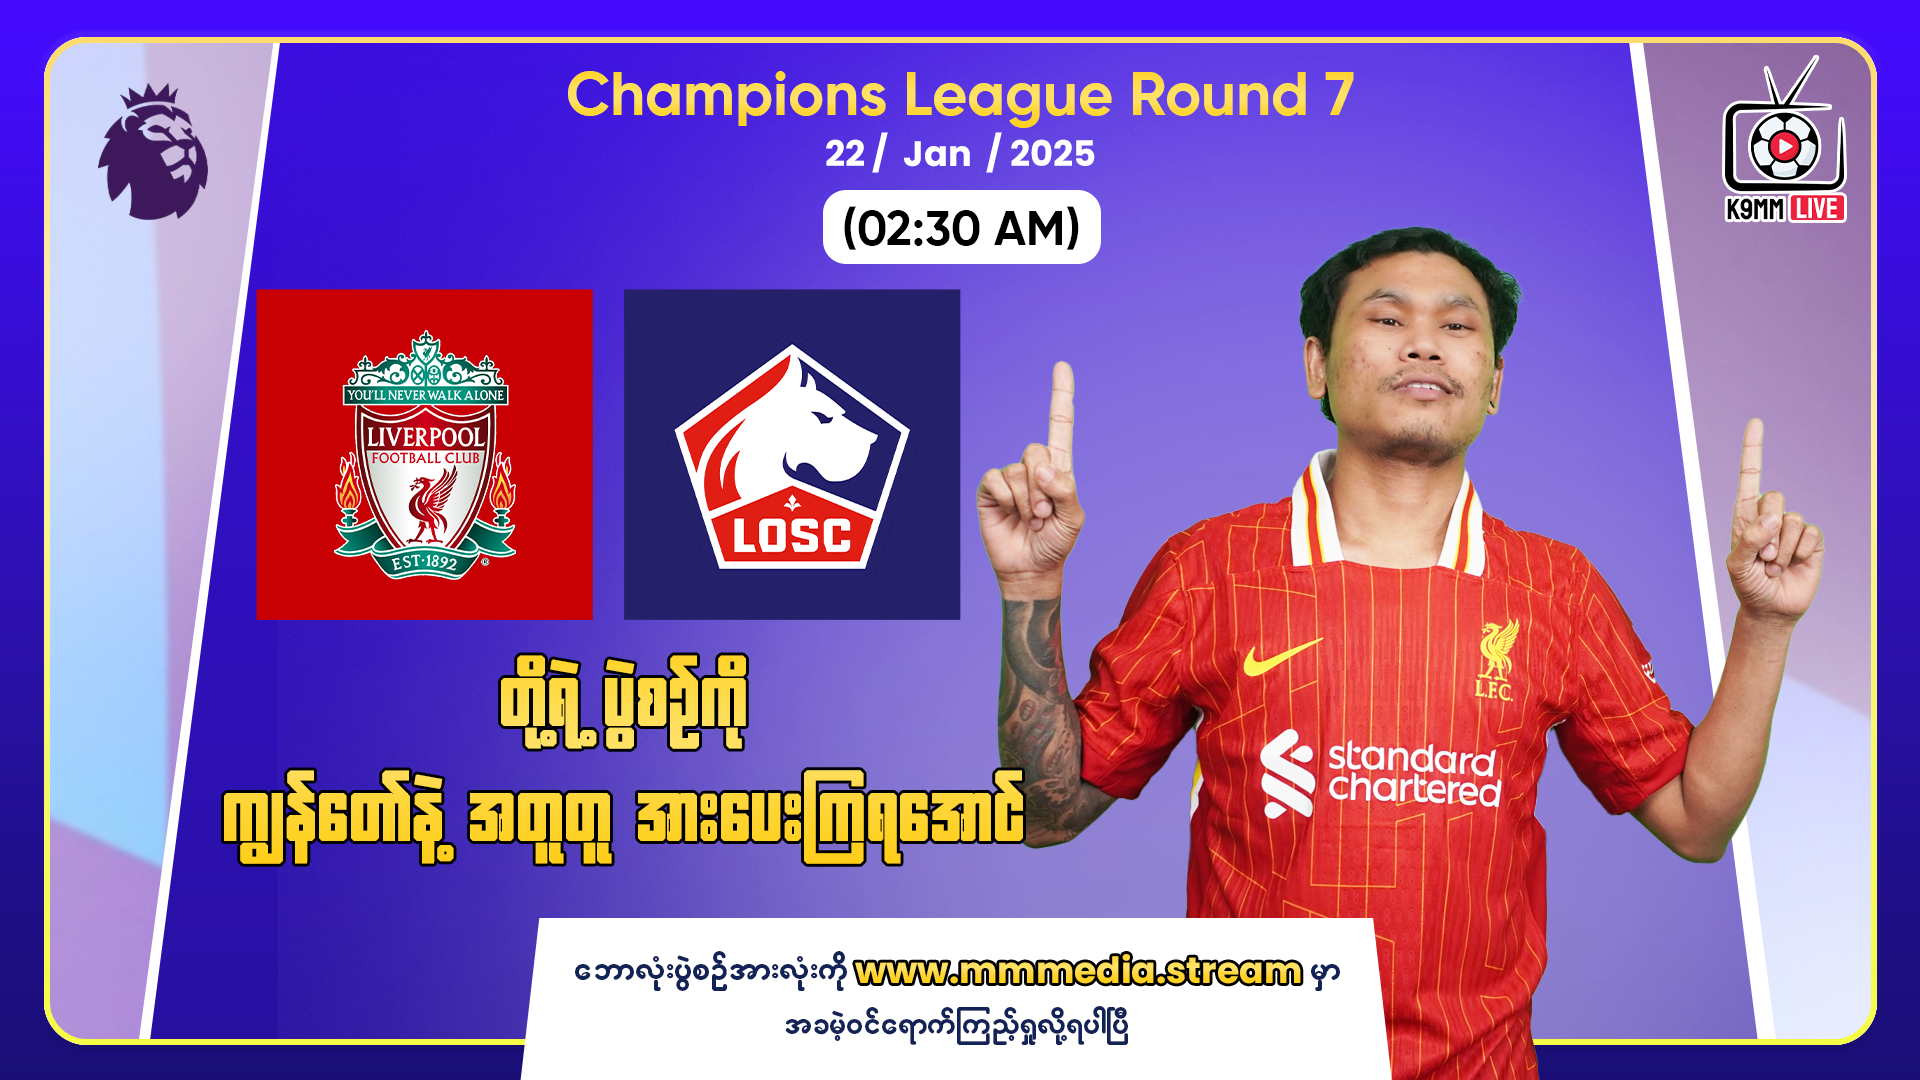 Champions League Round 7
22 / Jan / 2025
(02:30 AM)
K9MM LIVE
YOU'LL NEVER WALK ALONE
LIVERPOOL
FOOTBALL CLUB
EST·1892
®
LOSC
L.F.C.
standard
chartered
တို့ရဲ့ ပွဲစဉ်ကို
ကျွန်တော်နဲ့ အတူတူ အားပေးကြရအောင်
ဘောလုံးပွဲစဉ်အားလုံးကို www.mmmedia.stream မှာ
အခမဲ့ဝင်ရောက်ကြည့်ရှုလို့ရပါပြီ